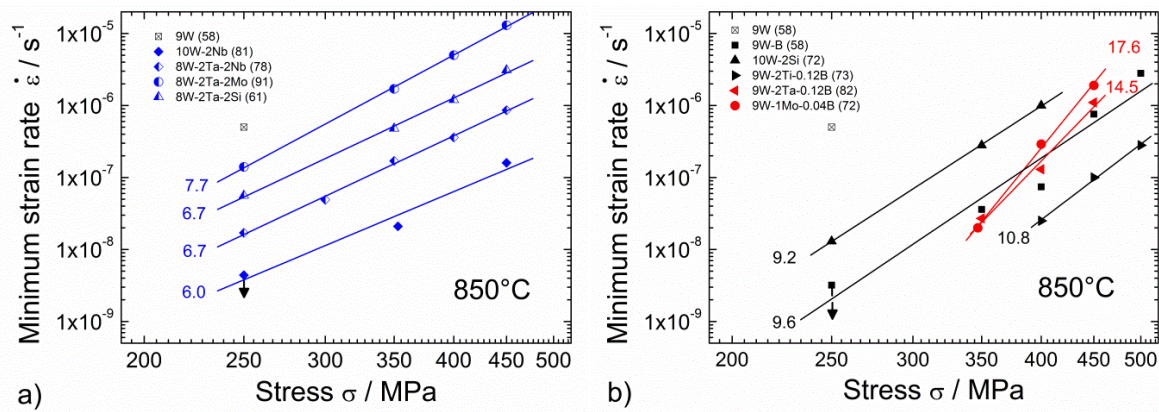 Minimum strain rate ε̇ / s⁻¹
1x10⁻⁵
1x10⁻⁶
1x10⁻⁷
1x10⁻⁸
1x10⁻⁹
9W (58)
10W-2Nb (81)
8W-2Ta-2Nb (78)
8W-2Ta-2Mo (91)
8W-2Ta-2Si (61)
7.7
6.7
6.7
6.0
850°C
200 250 300 350 400 450 500
Stress σ / MPa
a)
Minimum strain rate ε̇ / s⁻¹
1x10⁻⁵
1x10⁻⁶
1x10⁻⁷
1x10⁻⁸
1x10⁻⁹
9W (58)
9W-B (58)
10W-2Si (72)
9W-2Ti-0.12B (73)
9W-2Ta-0.12B (82)
9W-1Mo-0.04B (72)
17.6
14.5
9.2
10.8
9.6
850°C
200 250 300 350 400 450 500
Stress σ / MPa
b)